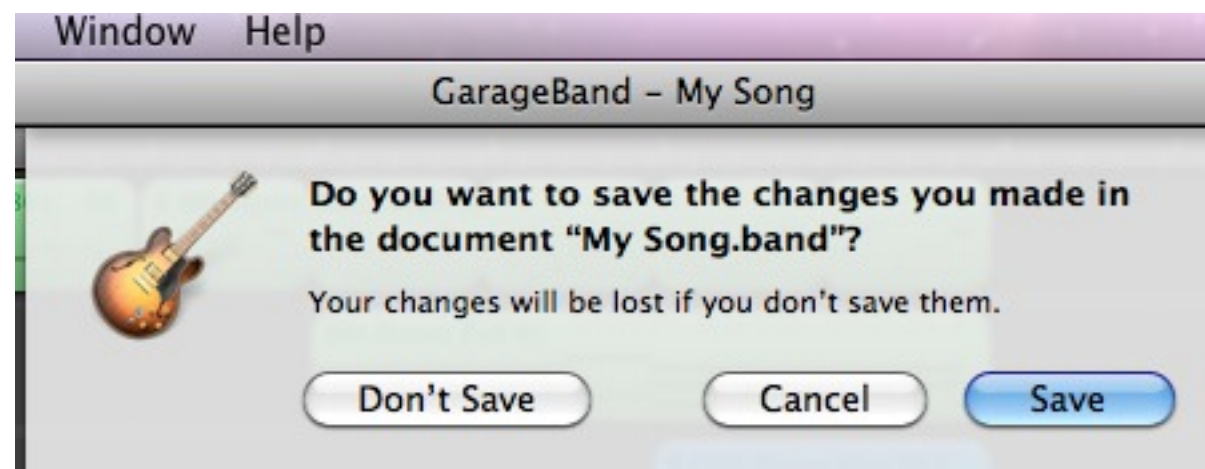 Window Help
GarageBand – My Song
Do you want to save the changes you made in
the document “My Song.band”?
Your changes will be lost if you don’t save them.
Don’t Save Cancel Save